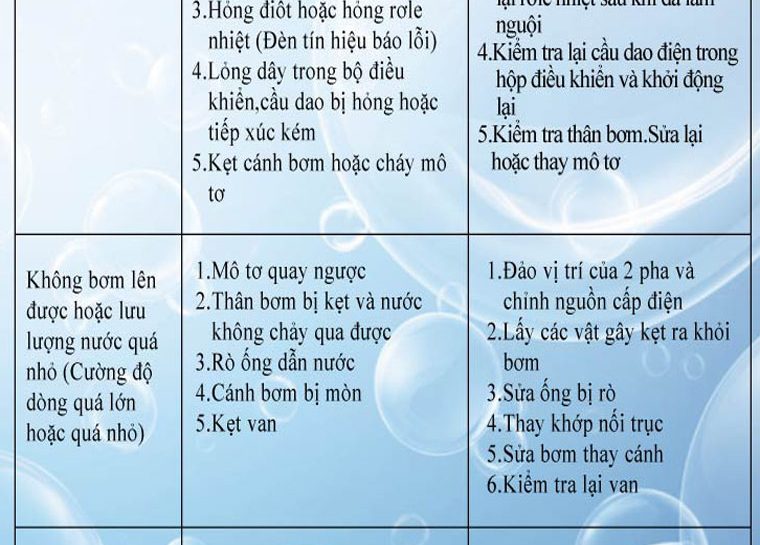 3.Hỏng điôt hoặc hỏng rơle
nhiệt (Đèn tín hiệu báo lỗi)
4.Lỏng dây trong bộ điều
khiển,cầu dao bị hỏng hoặc
tiếp xúc kém
5.Kẹt cánh bơm hoặc cháy mô
tơ
lại rơle nhiệt sau khi đã làm
nguội
4.Kiểm tra lại cầu dao điện trong
hộp điều khiển và khởi động
lại
5.Kiểm tra thân bơm.Sửa lại
hoặc thay mô tơ
Không bơm lên
được hoặc lưu
lượng nước quá
nhỏ (Cường độ
dòng quá lớn
hoặc quá nhỏ)
1.Mô tơ quay ngược
2.Thân bơm bị kẹt và nước
không chảy qua được
3.Rò ống dẫn nước
4.Cánh bơm bị mòn
5.Kẹt van
1.Đảo vị trí của 2 pha và
chỉnh nguồn cấp điện
2.Lấy các vật gây kẹt ra khỏi
bơm
3.Sửa ống bị rò
4.Thay khớp nối trục
5.Sửa bơm thay cánh
6.Kiểm tra lại van